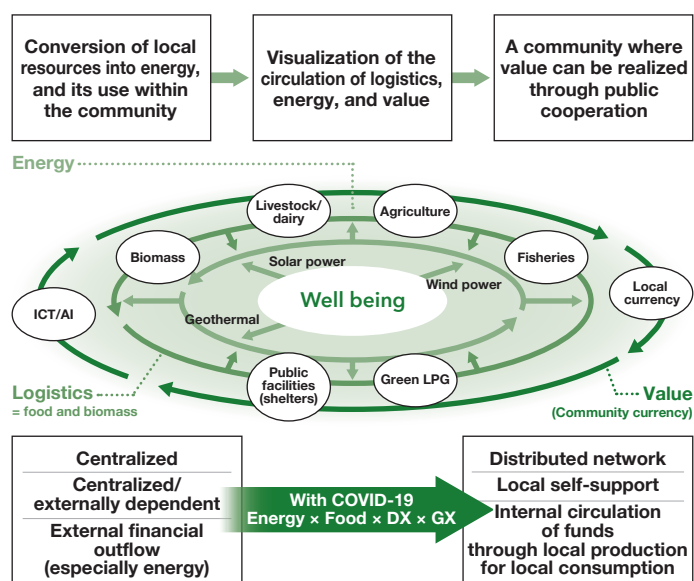 Conversion of local
resources into energy,
and its use within
the community
Visualization of the
circulation of logistics,
energy, and value
A community where
value can be realized
through public
cooperation
Energy
Livestock/
dairy
Agriculture
Biomass
Solar power
Fisheries
Well being
Wind power
Local
currency
ICT/AI
Geothermal
Public
facilities
(shelters)
Green LPG
Logistics
= food and biomass
Value
(Community currency)
Centralized
Centralized/
externally dependent
External financial
outflow
(especially energy)
With COVID-19
Energy × Food × DX × GX
Distributed network
Local self-support
Internal circulation
of funds
through local production
for local consumption